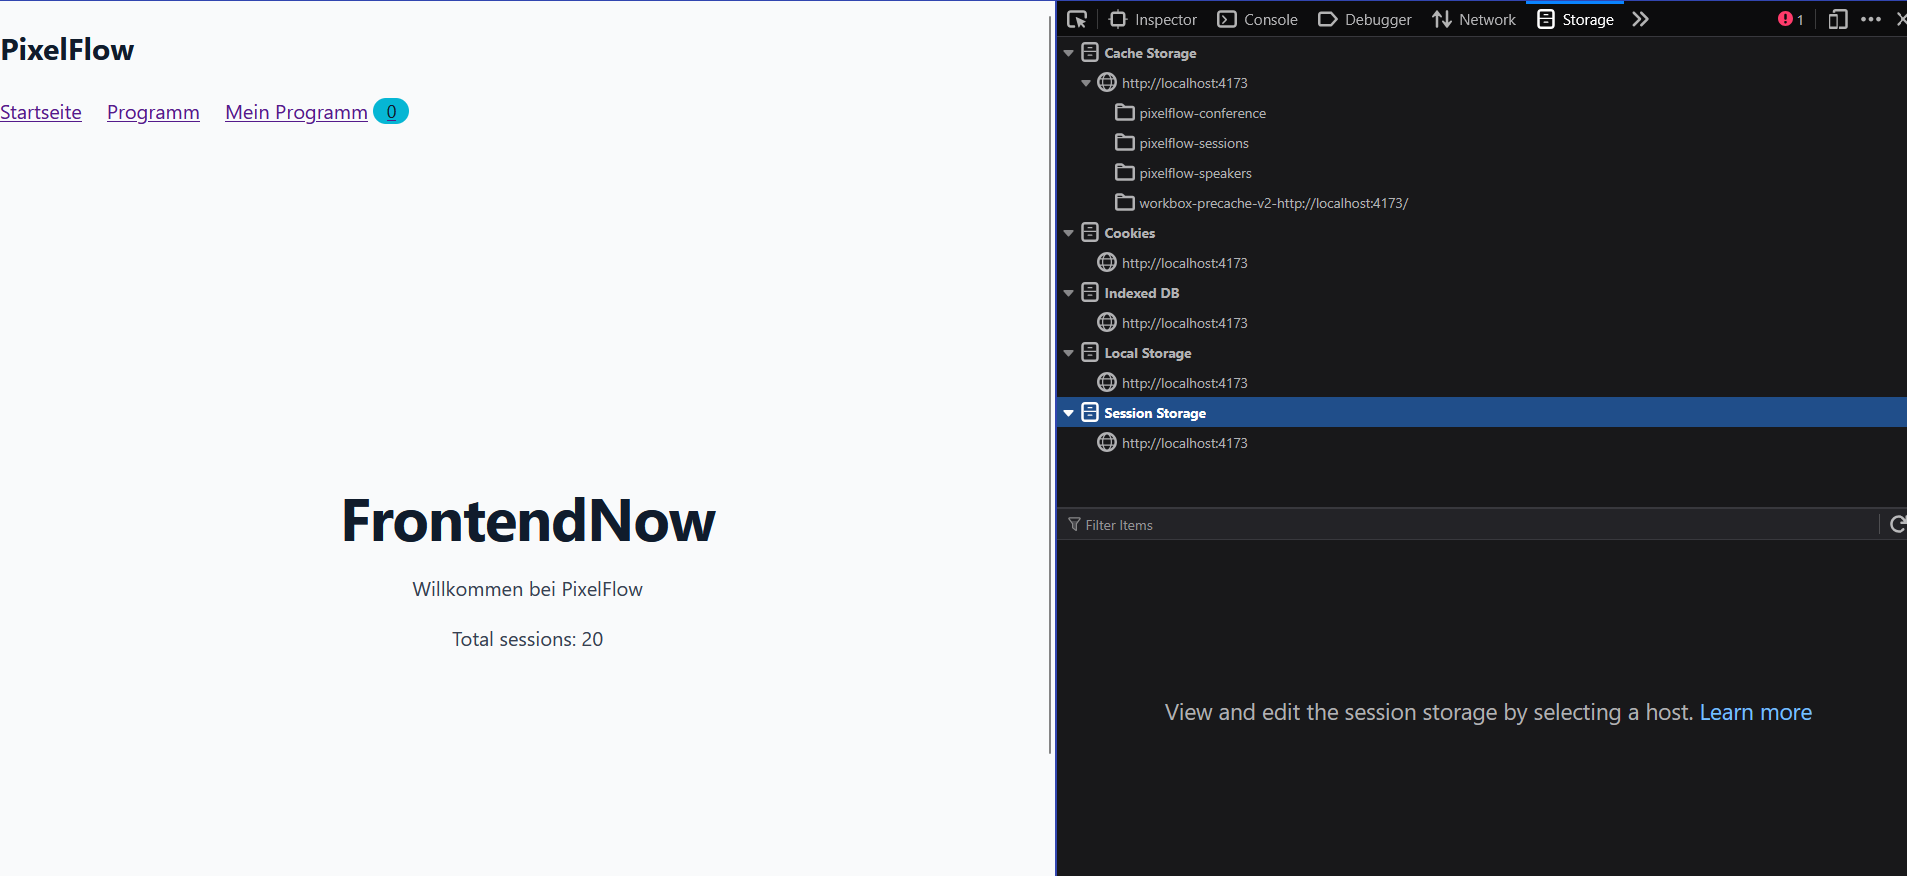 PixelFlow
Startseite Programm Mein Programm 0
FrontendNow
Willkommen bei PixelFlow
Total sessions: 20
Inspector Console Debugger Network Storage 1
Cache Storage
http://localhost:4173
pixelflow-conference
pixelflow-sessions
pixelflow-speakers
workbox-precache-v2-http://localhost:4173/
Cookies
http://localhost:4173
Indexed DB
http://localhost:4173
Local Storage
http://localhost:4173
Session Storage
http://localhost:4173
Filter Items
View and edit the session storage by selecting a host. Learn more